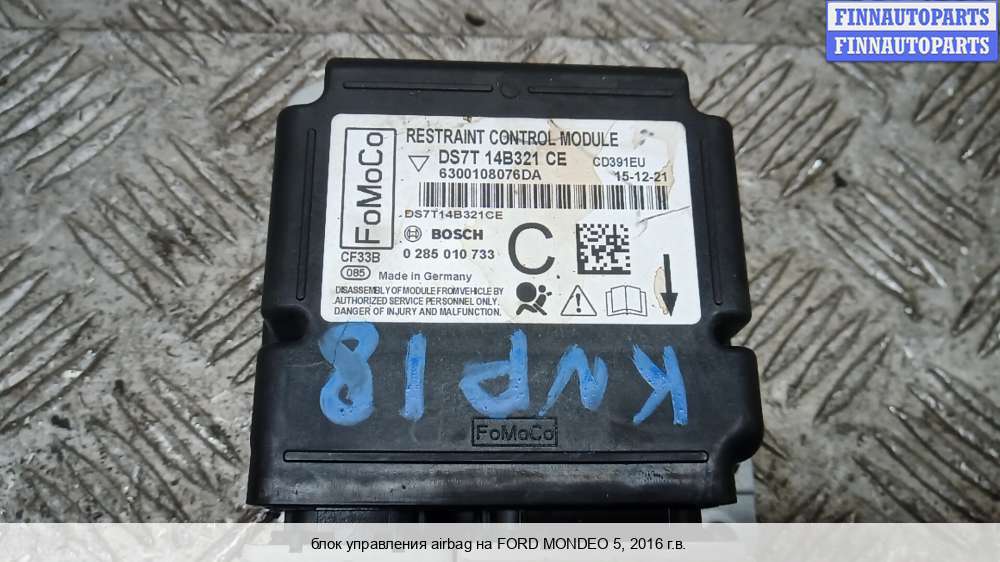 FINNAUTOPARTS
FINNAUTOPARTS
FoMoCo
RESTRAINT CONTROL MODULE
DS7T 14B321 CE CD391EU
6300108076DA 15-12-21
DS7T14B321CE
BOSCH
0 285 010 733
C
CF33B
085 Made in Germany
DISASSEMBLY OF MODULE FROM VEHICLE BY
AUTHORIZED SERVICE PERSONNEL ONLY.
DANGER OF INJURY AND MALFUNCTION.
KNP18
FoMoCo
блок управления airbag на FORD MONDEO 5, 2016 г.в.